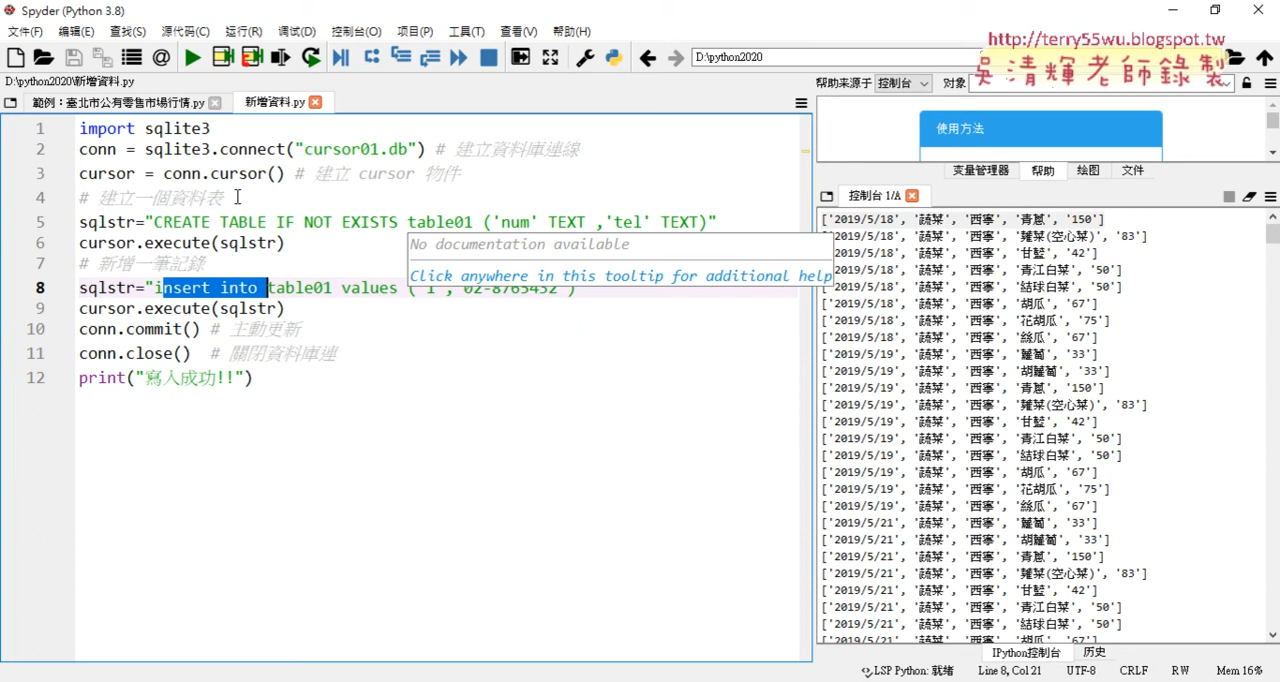 Spyder (Python 3.8)
文件(F) 编辑(E) 查找(S) 源代码(C) 运行(R) 调试(D) 控制台(O) 项目(P) 工具(T) 查看(V) 帮助(H)
http://terry55wu.blogspot.tw
吳清輝老師錄製
D:\python2020
D:\python2020\新增資料.py
範例：臺北市公有零售市場行情.py 新增資料.py
1 import sqlite3
2 conn = sqlite3.connect("cursor01.db") # 建立資料庫連線
3 cursor = conn.cursor() # 建立 cursor 物件
4 # 建立一個資料表
5 sqlstr="CREATE TABLE IF NOT EXISTS table01 ('num' TEXT ,'tel' TEXT)"
6 cursor.execute(sqlstr)
7 # 新增一筆記錄
8 sqlstr="insert into table01 values ('1','02-8765432')"
9 cursor.execute(sqlstr)
10 conn.commit() # 主動更新
11 conn.close() # 關閉資料庫連
12 print("寫入成功!!")
No documentation available
Click anywhere in this tooltip for additional help
帮助来源于 控制台 对象
使用方法
变量管理器 帮助 绘图 文件
控制台 1/A
['2019/5/18', '蔬菜', '西寧', '青蔥', '150']
['2019/5/18', '蔬菜', '西寧', '蕹菜(空心菜)', '83']
['2019/5/18', '蔬菜', '西寧', '甘藍', '42']
['2019/5/18', '蔬菜', '西寧', '青江白菜', '50']
['2019/5/18', '蔬菜', '西寧', '結球白菜', '50']
['2019/5/18', '蔬菜', '西寧', '胡瓜', '67']
['2019/5/18', '蔬菜', '西寧', '花胡瓜', '75']
['2019/5/18', '蔬菜', '西寧', '絲瓜', '67']
['2019/5/19', '蔬菜', '西寧', '蘿蔔', '33']
['2019/5/19', '蔬菜', '西寧', '胡蘿蔔', '33']
['2019/5/19', '蔬菜', '西寧', '青蔥', '150']
['2019/5/19', '蔬菜', '西寧', '蕹菜(空心菜)', '83']
['2019/5/19', '蔬菜', '西寧', '甘藍', '42']
['2019/5/19', '蔬菜', '西寧', '青江白菜', '50']
['2019/5/19', '蔬菜', '西寧', '結球白菜', '50']
['2019/5/19', '蔬菜', '西寧', '胡瓜', '67']
['2019/5/19', '蔬菜', '西寧', '花胡瓜', '75']
['2019/5/19', '蔬菜', '西寧', '絲瓜', '67']
['2019/5/21', '蔬菜', '西寧', '蘿蔔', '33']
['2019/5/21', '蔬菜', '西寧', '胡蘿蔔', '33']
['2019/5/21', '蔬菜', '西寧', '青蔥', '150']
['2019/5/21', '蔬菜', '西寧', '蕹菜(空心菜)', '83']
['2019/5/21', '蔬菜', '西寧', '甘藍', '42']
['2019/5/21', '蔬菜', '西寧', '青江白菜', '50']
['2019/5/21', '蔬菜', '西寧', '結球白菜', '50']
['2019/5/21', '蔬菜', '西寧', '胡瓜', '67']
IPython控制台 历史
LSP Python: 就绪 Line 8, Col 21 UTF-8 CRLF RW Mem 16%